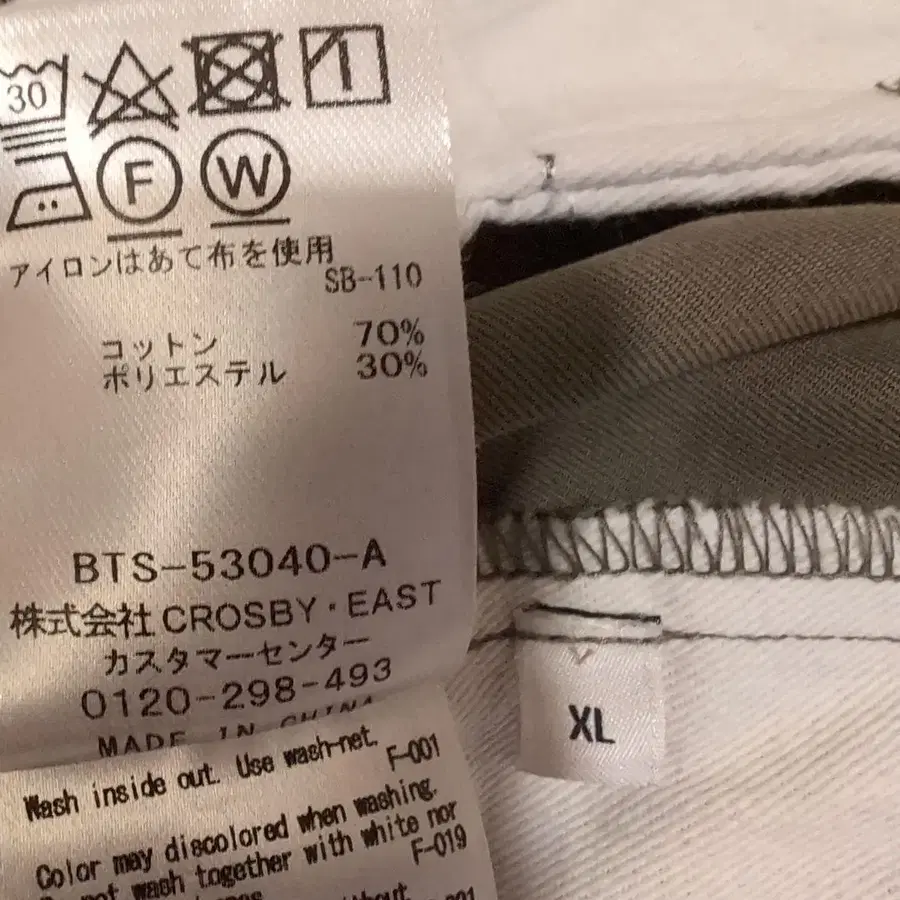 30
F W
アイロンはあて布を使用
SB-110
コットン 70%
ポリエステル 30%
BTS-53040-A
株式会社CROSBY・EAST
カスタマーセンター
0120-298-493
MADE IN CHINA
Wash inside out. Use wash-net.
F-001
Color may discolored when washing.
not wash together with white nor
F-019
XL